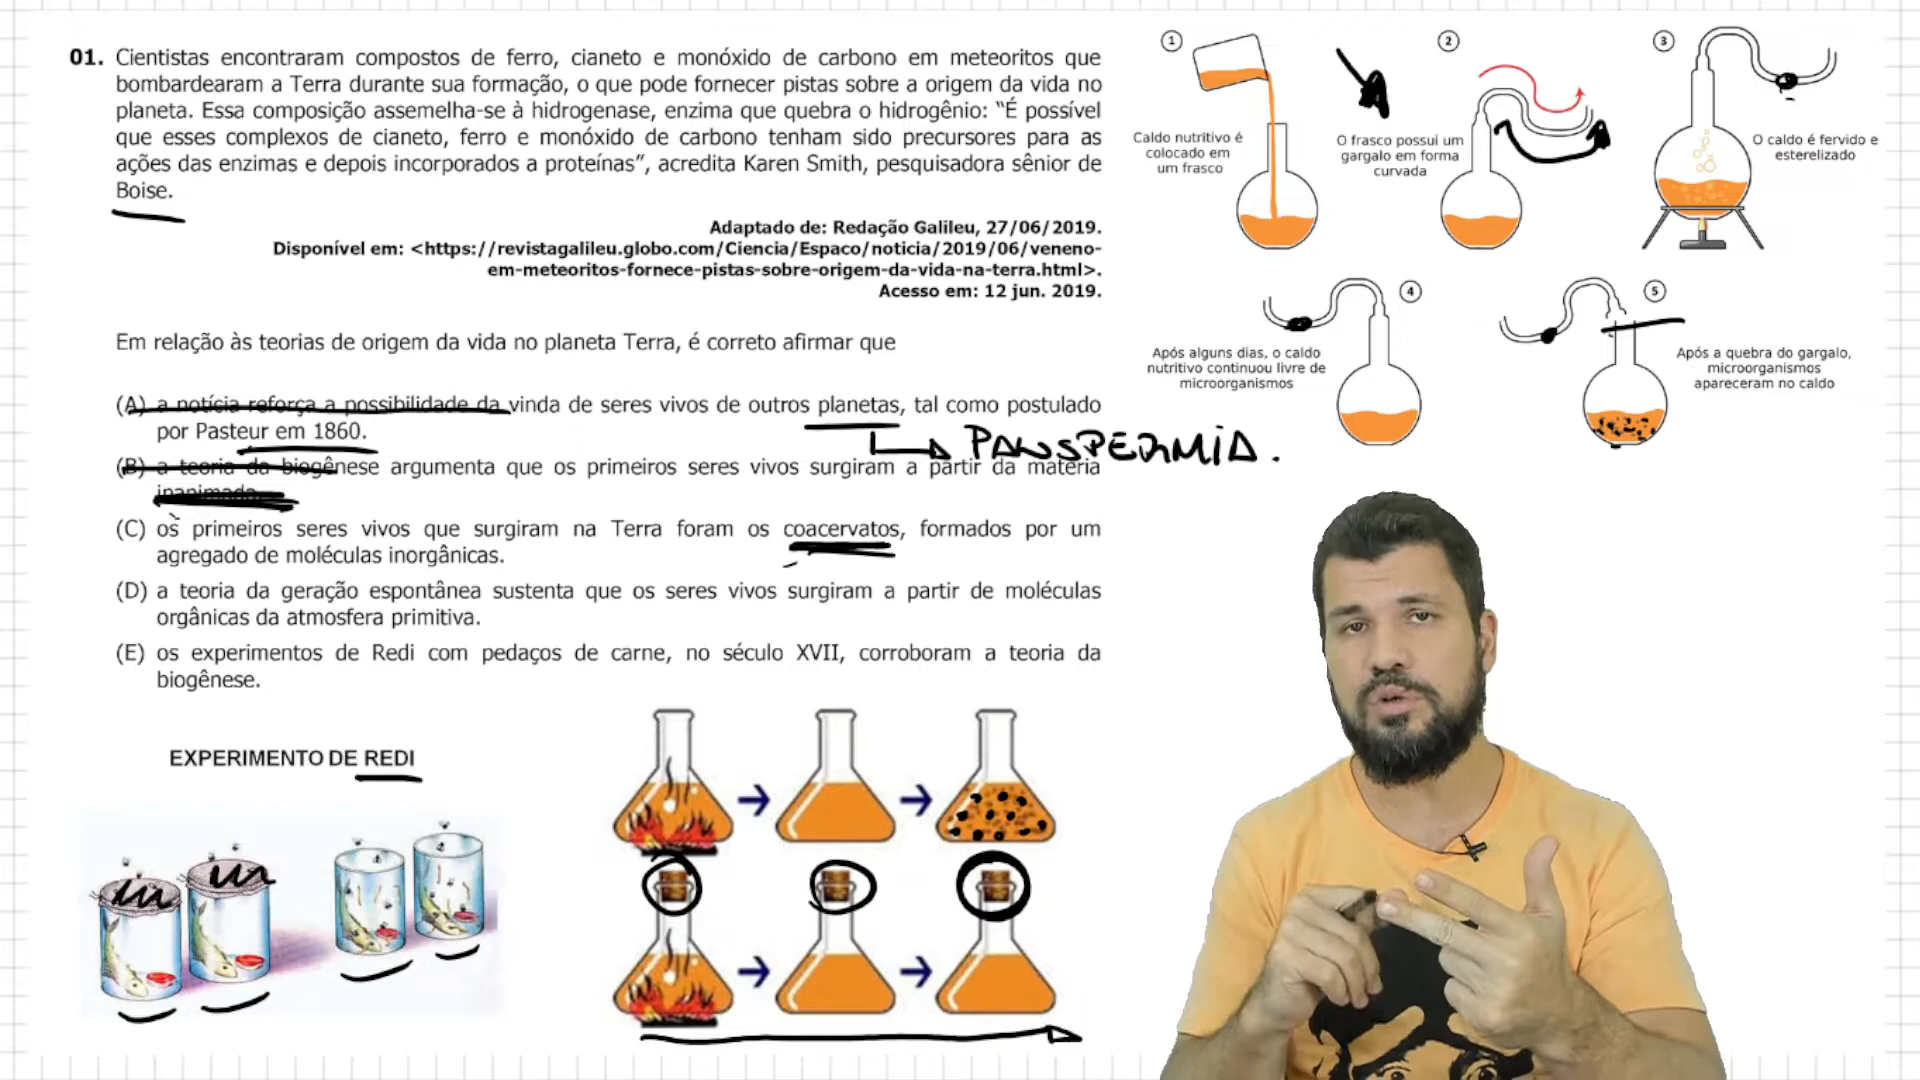 01. Cientistas encontraram compostos de ferro, cianeto e monóxido de carbono em meteoritos que
bombardearam a Terra durante sua formação, o que pode fornecer pistas sobre a origem da vida no
planeta. Essa composição assemelha-se à hidrogenase, enzima que quebra o hidrogênio: “É possível
que esses complexos de cianeto, ferro e monóxido de carbono tenham sido precursores para as
ações das enzimas e depois incorporados a proteínas”, acredita Karen Smith, pesquisadora sênior de
Boise.
Adaptado de: Redação Galileu, 27/06/2019.
Disponível em: <https://revistagalileu.globo.com/Ciencia/Espaco/noticia/2019/06/veneno-
em-meteoritos-fornece-pistas-sobre-origem-da-vida-na-terra.html>.
Acesso em: 12 jun. 2019.
Em relação às teorias de origem da vida no planeta Terra, é correto afirmar que
(A) a notícia reforça a possibilidade da vinda de seres vivos de outros planetas, tal como postulado
por Pasteur em 1860.
PANSPERMIA.
(B) a teoria da biogênese argumenta que os primeiros seres vivos surgiram a partir da matéria
inanimada.
(C) os primeiros seres vivos que surgiram na Terra foram os coacervatos, formados por um
agregado de moléculas inorgânicas.
(D) a teoria da geração espontânea sustenta que os seres vivos surgiram a partir de moléculas
orgânicas da atmosfera primitiva.
(E) os experimentos de Redi com pedaços de carne, no século XVII, corroboram a teoria da
biogênese.
EXPERIMENTO DE REDI
1
Caldo nutritivo é
colocado em
um frasco
2
O frasco possui um
gargalo em forma
curvada
3
O caldo é fervido e
esterelizado
4
Após alguns dias, o caldo
nutritivo continuou livre de
microorganismos
5
Após a quebra do gargalo,
microorganismos
apareceram no caldo